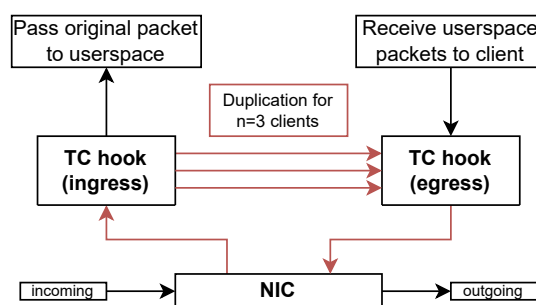 Pass original packet
to userspace
Receive userspace
packets to client
Duplication for
n=3 clients
TC hook
(ingress)
TC hook
(egress)
incoming
NIC
outgoing